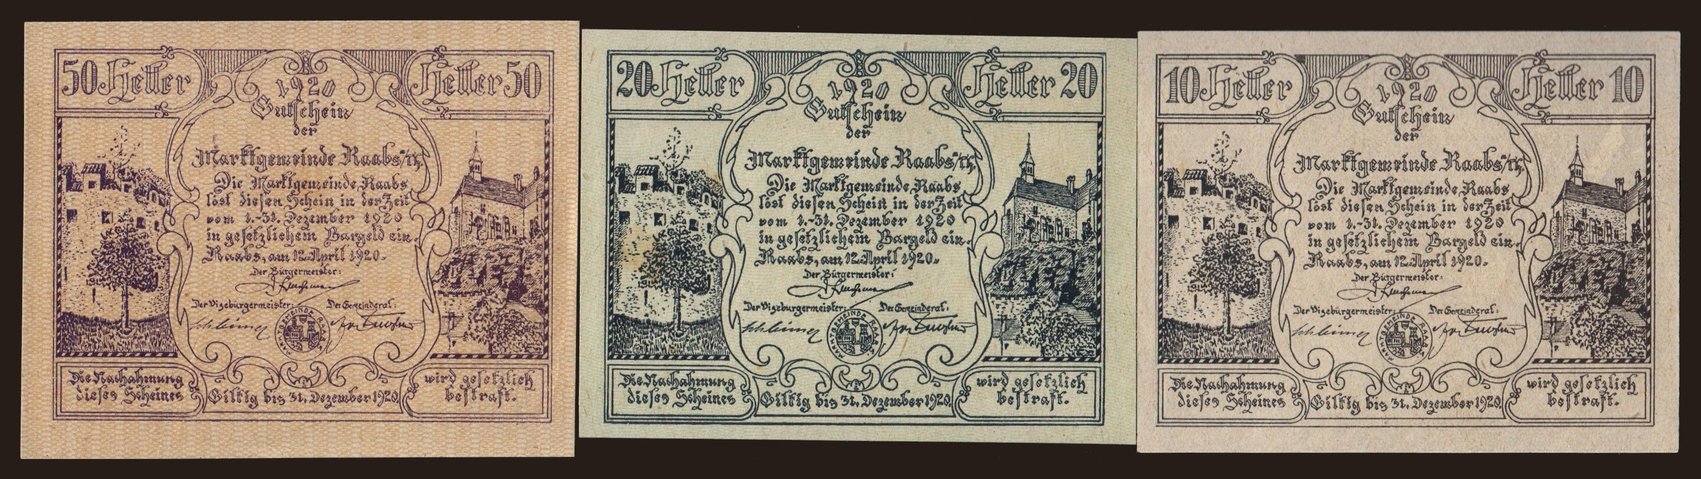 50 Heller
Heller 50
1920
Gutschein
der
Marktgemeinde Raabs a/Th.
Die Marktgemeinde Raabs
löst diesen Schein in der Zeit
vom 1.-31. Dezember 1920
in gesetzlichem Bargeld ein.
Raabs, am 12. April 1920.
Der Bürgermeister:
Der Vizebürgermeister:
Der Gemeinderat:
Die Nachahmung
dieses Scheines
Giltig bis 31. Dezember 1920.
wird gesetzlich
bestraft.
20 Heller
Heller 20
1920
Gutschein
der
Marktgemeinde Raabs a/Th.
Die Marktgemeinde Raabs
löst diesen Schein in der Zeit
vom 1.-31. Dezember 1920
in gesetzlichem Bargeld ein.
Raabs, am 12. April 1920.
Der Bürgermeister:
Der Vizebürgermeister:
Der Gemeinderat:
Die Nachahmung
dieses Scheines
Giltig bis 31. Dezember 1920.
wird gesetzlich
bestraft.
10 Heller
Heller 10
1920
Gutschein
der
Marktgemeinde Raabs a/Th.
Die Marktgemeinde Raabs
löst diesen Schein in der Zeit
vom 1.-31. Dezember 1920
in gesetzlichem Bargeld ein.
Raabs, am 12. April 1920.
Der Bürgermeister:
Der Vizebürgermeister:
Der Gemeinderat:
Die Nachahmung
dieses Scheines
Giltig bis 31. Dezember 1920.
wird gesetzlich
bestraft.